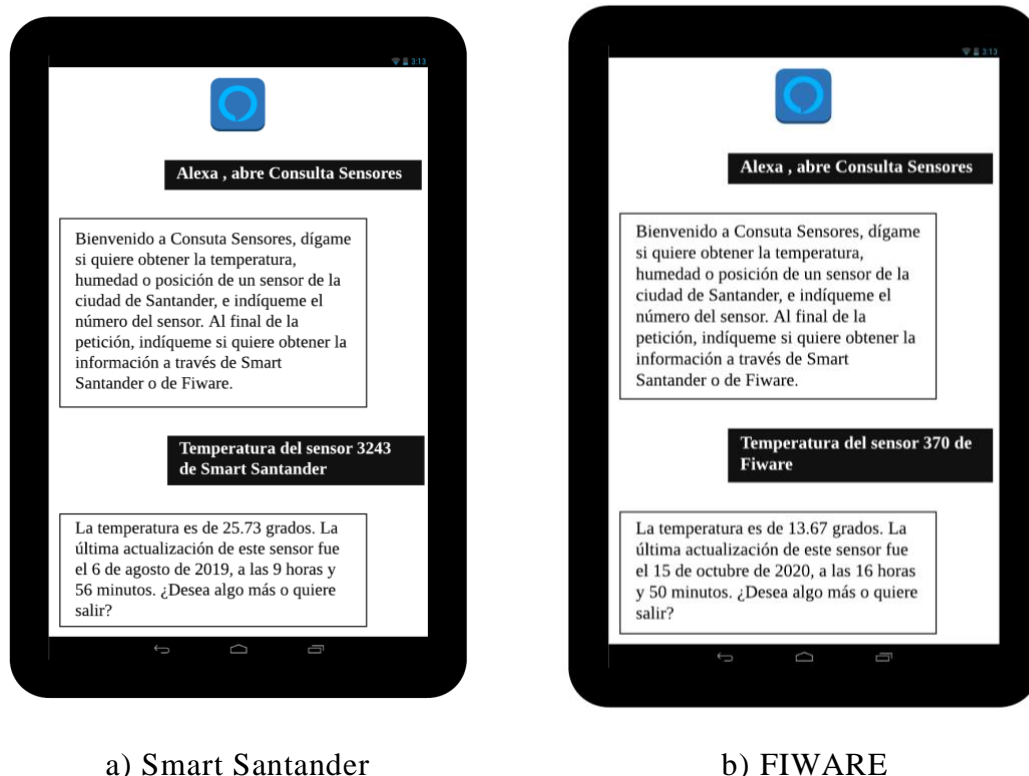 3:13
Alexa , abre Consulta Sensores
Bienvenido a Consuta Sensores, dígame
si quiere obtener la temperatura,
humedad o posición de un sensor de la
ciudad de Santander, e indíqueme el
número del sensor. Al final de la
petición, indíqueme si quiere obtener la
información a través de Smart
Santander o de Fiware.
Temperatura del sensor 3243
de Smart Santander
La temperatura es de 25.73 grados. La
última actualización de este sensor fue
el 6 de agosto de 2019, a las 9 horas y
56 minutos. ¿Desea algo más o quiere
salir?
a) Smart Santander
3:13
Alexa , abre Consulta Sensores
Bienvenido a Consuta Sensores, dígame
si quiere obtener la temperatura,
humedad o posición de un sensor de la
ciudad de Santander, e indíqueme el
número del sensor. Al final de la
petición, indíqueme si quiere obtener la
información a través de Smart
Santander o de Fiware.
Temperatura del sensor 370 de
Fiware
La temperatura es de 13.67 grados. La
última actualización de este sensor fue
el 15 de octubre de 2020, a las 16 horas
y 50 minutos. ¿Desea algo más o quiere
salir?
b) FIWARE